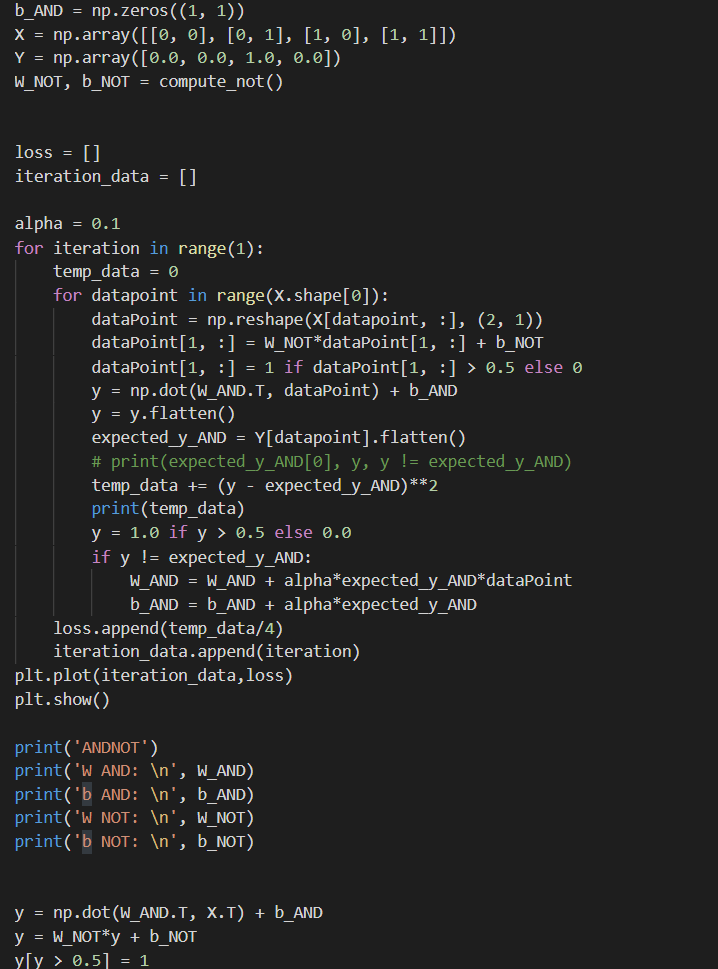 b_AND = np.zeros((1, 1))
X = np.array([[0, 0], [0, 1], [1, 0], [1, 1]])
Y = np.array([0.0, 0.0, 1.0, 0.0])
W_NOT, b_NOT = compute_not()
loss = []
iteration_data = []
alpha = 0.1
for iteration in range(1):
    temp_data = 0
    for datapoint in range(X.shape[0]):
        dataPoint = np.reshape(X[datapoint, :], (2, 1))
        dataPoint[1, :] = W_NOT*dataPoint[1, :] + b_NOT
        dataPoint[1, :] = 1 if dataPoint[1, :] > 0.5 else 0
        y = np.dot(W_AND.T, dataPoint) + b_AND
        y = y.flatten()
        expected_y_AND = Y[datapoint].flatten()
        # print(expected_y_AND[0], y, y != expected_y_AND)
        temp_data += (y - expected_y_AND)**2
        print(temp_data)
        y = 1.0 if y > 0.5 else 0.0
        if y != expected_y_AND:
            W_AND = W_AND + alpha*expected_y_AND*dataPoint
            b_AND = b_AND + alpha*expected_y_AND
    loss.append(temp_data/4)
    iteration_data.append(iteration)
plt.plot(iteration_data,loss)
plt.show()
print('ANDNOT')
print('W AND: \n', W_AND)
print('b AND: \n', b_AND)
print('W NOT: \n', W_NOT)
print('b NOT: \n', b_NOT)
y = np.dot(W_AND.T, X.T) + b_AND
y = W_NOT*y + b_NOT
y[y > 0.5] = 1